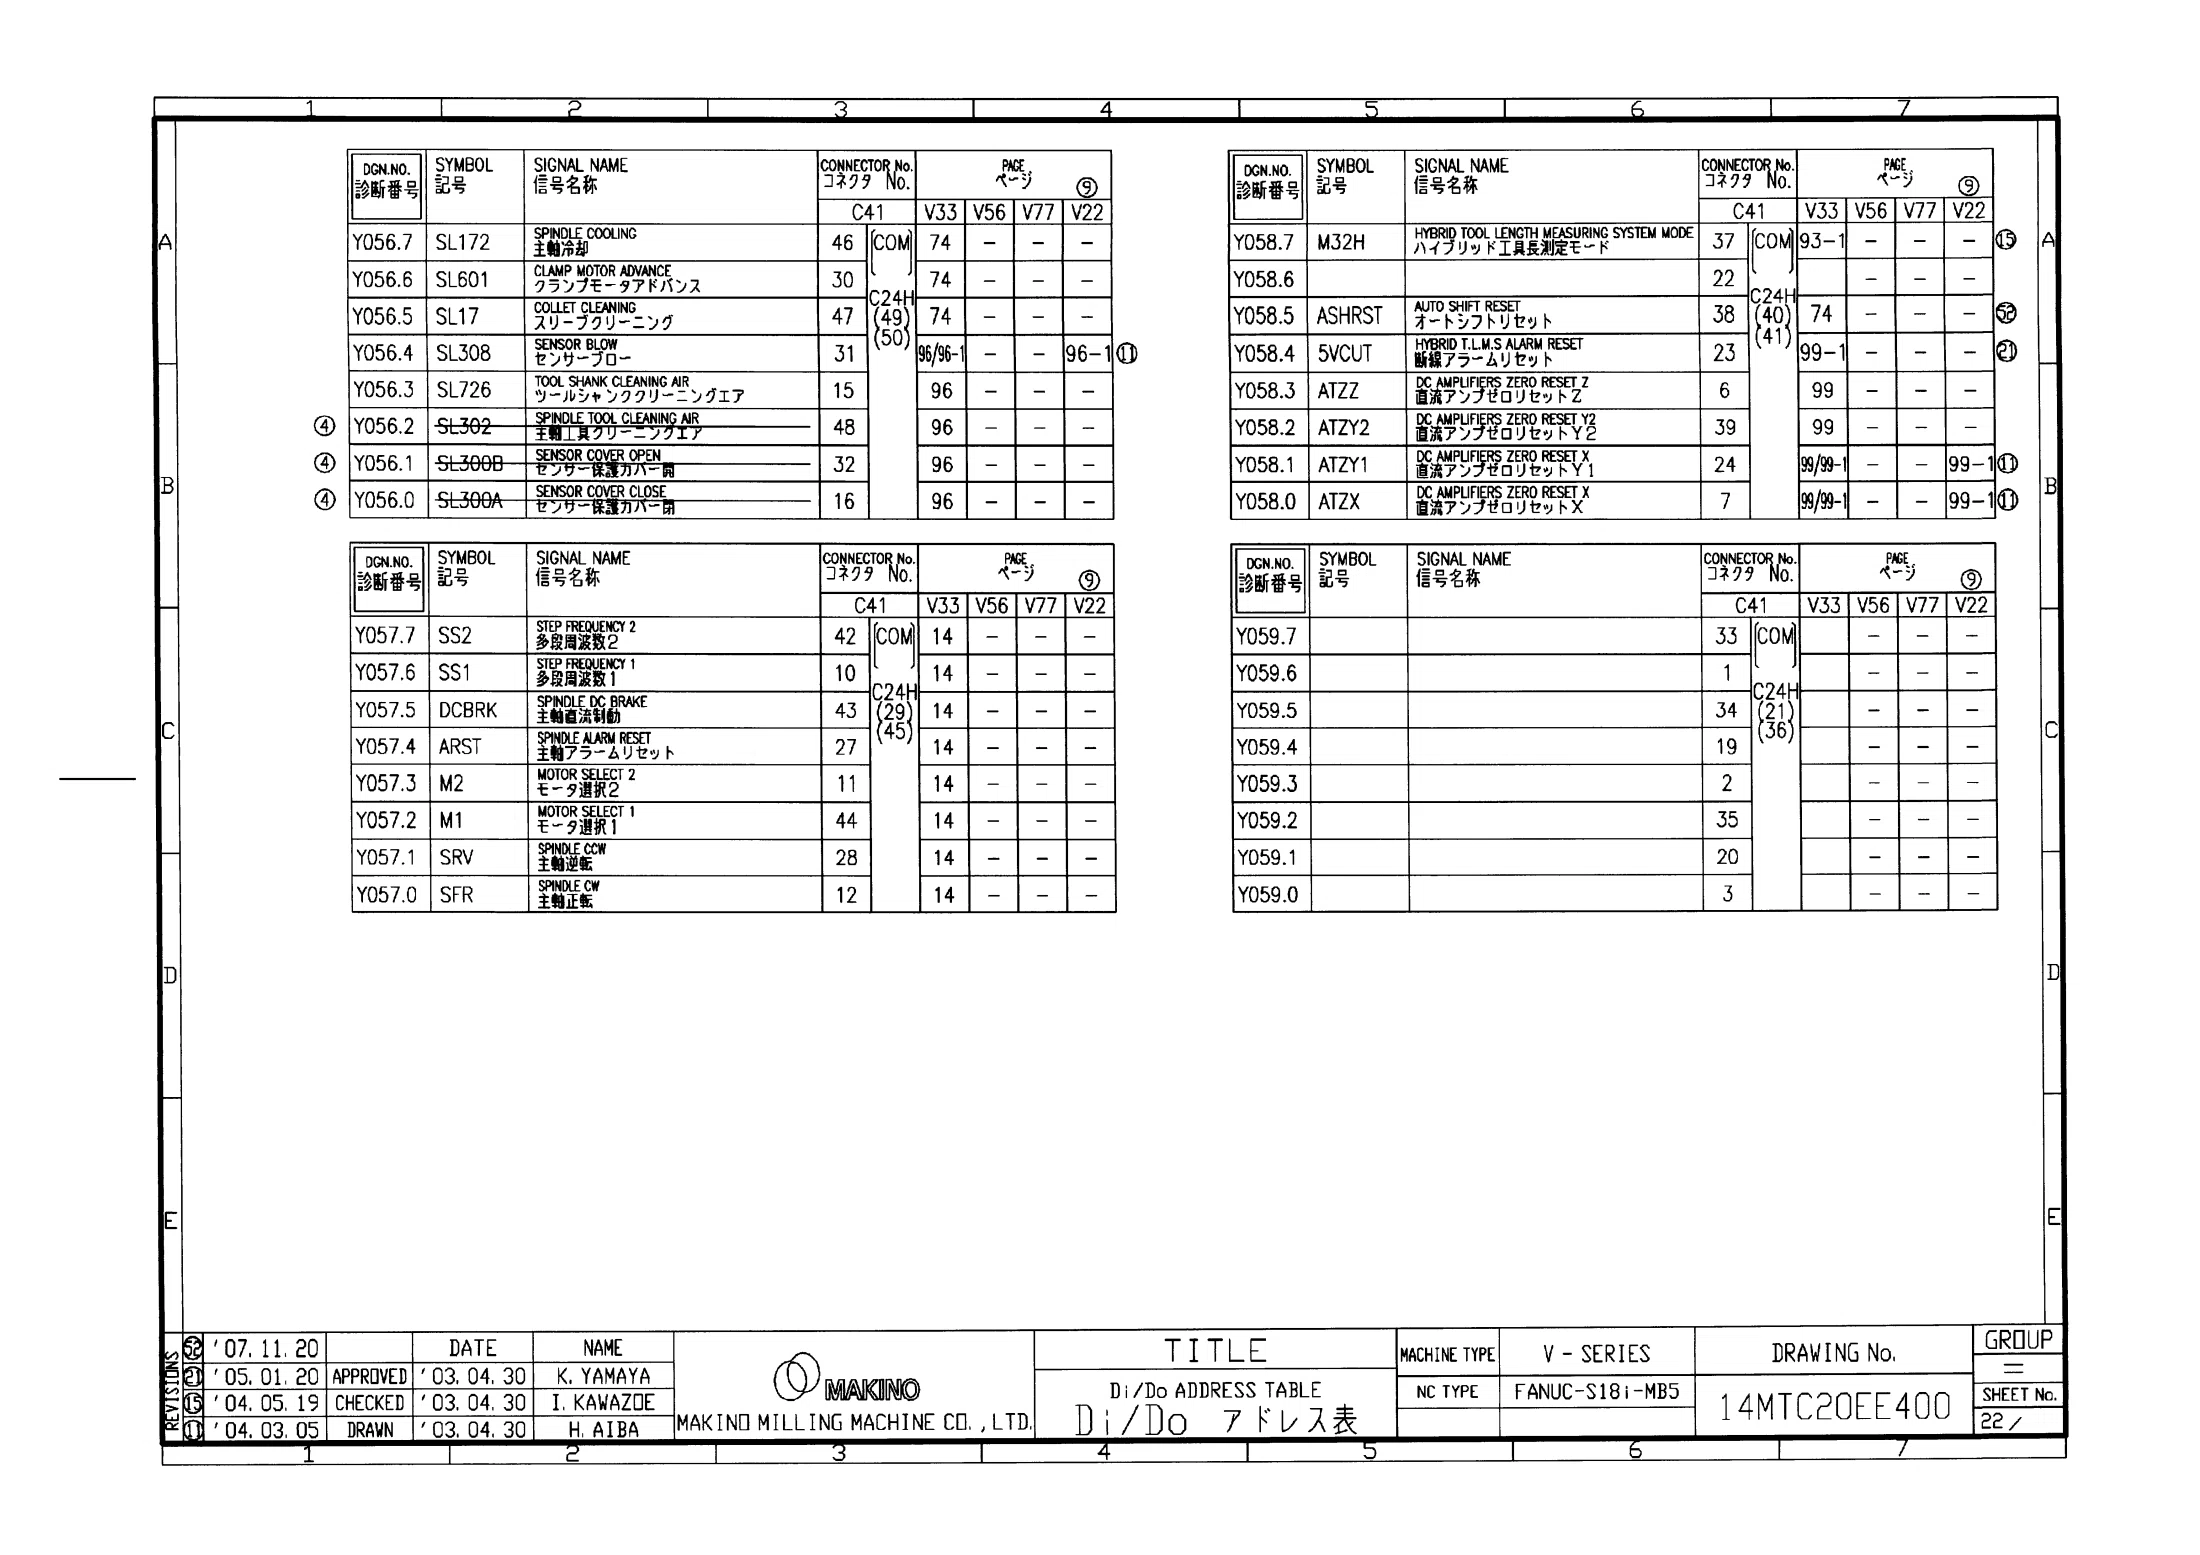 1 2 3 4 5 6 7
A
B
C
D
E
DGN.NO. SYMBOL SIGNAL NAME CONNECTOR No. PAGE
診断番号 記号 信号名称 コネクタ No. ページ ⑨
C41 V33 V56 V77 V22
Y056.7 SL172 SPINDLE COOLING 46 COM 74 - - -
主軸冷却
Y056.6 SL601 CLAMP MOTOR ADVANCE 30 74 - - -
クランプモータアドバンス
C24H
Y056.5 SL17 COLLET CLEANING 47 (49) 74 - - -
スリーブクリーニング
(50)
Y056.4 SL308 SENSOR BLOW 31 96/96-1 - - 96-1 ⑪
センサーブロー
Y056.3 SL726 TOOL SHANK CLEANING AIR 15 96 - - -
ツールシャンククリーニングエア
④ Y056.2 SL302 SPINDLE TOOL CLEANING AIR 48 96 - - -
主軸工具クリーニングエア
④ Y056.1 SL300B SENSOR COVER OPEN 32 96 - - -
センサー保護カバー開
④ Y056.0 SL300A SENSOR COVER CLOSE 16 96 - - -
センサー保護カバー閉
DGN.NO. SYMBOL SIGNAL NAME CONNECTOR No. PAGE
診断番号 記号 信号名称 コネクタ No. ページ ⑨
C41 V33 V56 V77 V22
Y058.7 M32H HYBRID TOOL LENGTH MEASURING SYSTEM MODE 37 COM 93-1 - - - ⑮
ハイブリッド工具長測定モード
Y058.6 22 - - -
C24H
Y058.5 ASHRST AUTO SHIFT RESET 38 (40) 74 - - - 52
オートシフトリセット
(41)
Y058.4 5VCUT HYBRID T.L.M.S ALARM RESET 23 99-1 - - - ㉑
断線アラームリセット
Y058.3 ATZZ DC AMPLIFIERS ZERO RESET Z 6 99 - - -
直流アンプゼロリセットZ
Y058.2 ATZY2 DC AMPLIFIERS ZERO RESET Y2 39 99 - - -
直流アンプゼロリセットY2
Y058.1 ATZY1 DC AMPLIFIERS ZERO RESET X 24 99/99-1 - - 99-1 ⑪
直流アンプゼロリセットY1
Y058.0 ATZX DC AMPLIFIERS ZERO RESET X 7 99/99-1 - - 99-1 ⑪
直流アンプゼロリセットX
DGN.NO. SYMBOL SIGNAL NAME CONNECTOR No. PAGE
診断番号 記号 信号名称 コネクタ No. ページ ⑨
C41 V33 V56 V77 V22
Y057.7 SS2 STEP FREQUENCY 2 42 COM 14 - - -
多段周波数2
Y057.6 SS1 STEP FREQUENCY 1 10 14 - - -
多段周波数1
C24H
Y057.5 DCBRK SPINDLE DC BRAKE 43 (29) 14 - - -
主軸直流制動
(45)
Y057.4 ARST SPINDLE ALARM RESET 27 14 - - -
主軸アラームリセット
Y057.3 M2 MOTOR SELECT 2 11 14 - - -
モータ選択2
Y057.2 M1 MOTOR SELECT 1 44 14 - - -
モータ選択1
Y057.1 SRV SPINDLE CCW 28 14 - - -
主軸逆転
Y057.0 SFR SPINDLE CW 12 14 - - -
主軸正転
DGN.NO. SYMBOL SIGNAL NAME CONNECTOR No. PAGE
診断番号 記号 信号名称 コネクタ No. ページ ⑨
C41 V33 V56 V77 V22
Y059.7 33 COM - - -
Y059.6 1 - - -
C24H
Y059.5 34 (21) - - -
(36)
Y059.4 19 - - -
Y059.3 2 - - -
Y059.2 35 - - -
Y059.1 20 - - -
Y059.0 3 - - -
A
B
C
D
E
REVISIONS
52 '07. 11. 20 DATE NAME
㉑ '05. 01. 20 APPROVED '03. 04. 30 K. YAMAYA
⑮ '04. 05. 19 CHECKED '03. 04. 30 I. KAWAZOE
⑪ '04. 03. 05 DRAWN '03. 04. 30 H. AIBA
MAKINO
MAKINO MILLING MACHINE CO., LTD.
TITLE
Di/Do ADDRESS TABLE
Di/Do アドレス表
MACHINE TYPE V - SERIES
NC TYPE FANUC-S18i-MB5
DRAWING No.
14MTC20EE400
GROUP
=
SHEET No.
22/
1 2 3 4 5 6 7